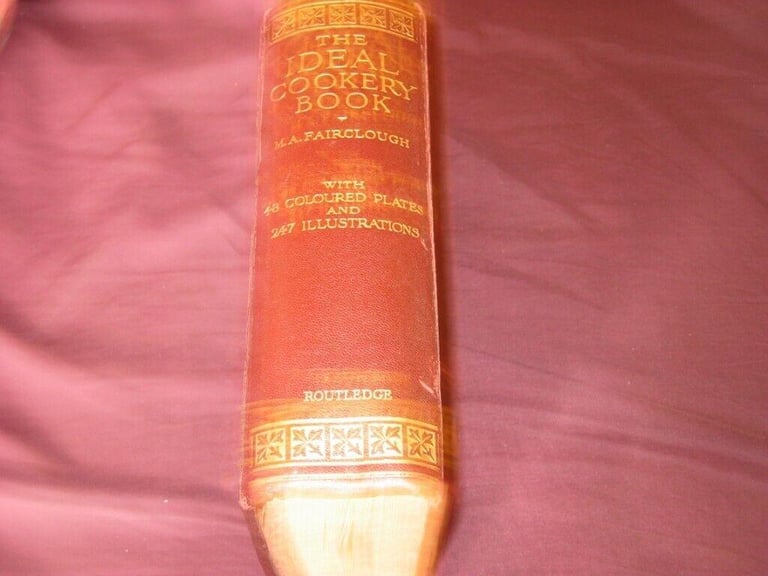 THE
IDEAL
COOKERY
BOOK
M. A. FAIRCLOUGH
WITH
48 COLOURED PLATES
AND
247 ILLUSTRATIONS
ROUTLEDGE